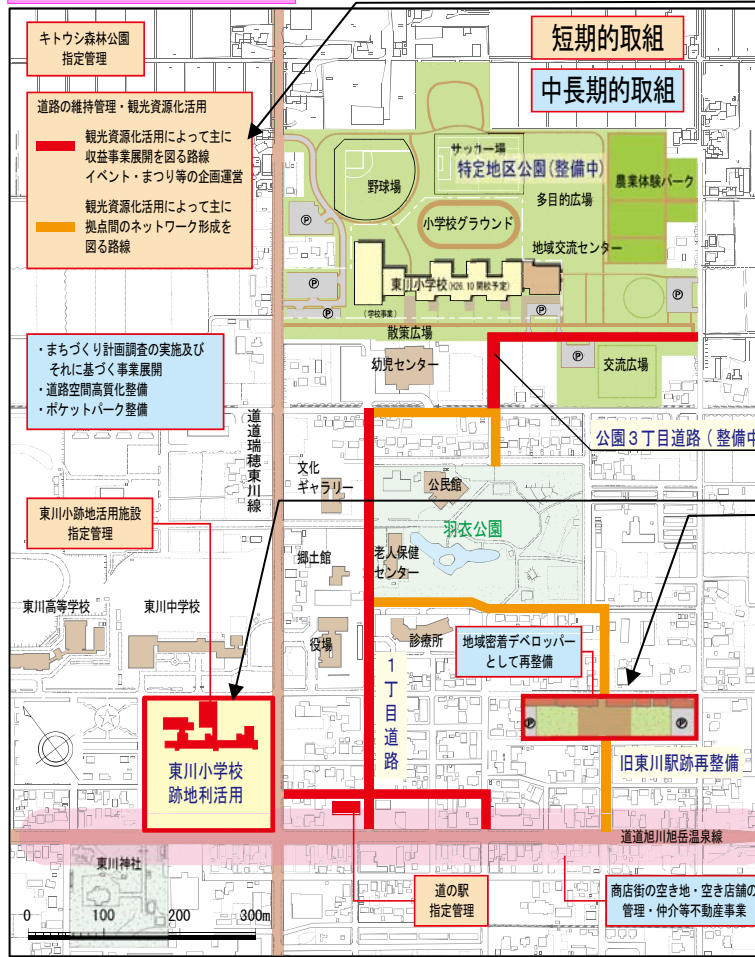 キトウシ森林公園
指定管理
短期的取組
中長期的取組
道路の維持管理・観光資源化活用
観光資源化活用によって主に
収益事業展開を図る路線
イベント・まつり等の企画運営
観光資源化活用によって主に
拠点間のネットワーク形成を
図る路線
サッカー場
特定地区公園(整備中)
野球場
農業体験パーク
多目的広場
小学校グラウンド
地域交流センター
東川小学校(H26.10開校予定)
(学校事業)
P
P
P
P
P
P
散策広場
幼児センター
交流広場
・まちづくり計画調査の実施及び
それに基づく事業展開
・道路空間高質化整備
・ポケットパーク整備
道道瑞穂東川線
公園3丁目道路(整備中
文化
ギャラリー
公民館
東川小跡地活用施設
指定管理
羽衣公園
郷土館
老人保健
センター
東川高等学校
東川中学校
役場
診療所
地域密着デベロッパー
として再整備
1丁目道路
P
P
東川小学校
跡地利活用
旧東川駅跡再整備
道道旭川旭岳温泉線
東川神社
道の駅
指定管理
商店街の空き地・空き店舗の
管理・仲介等不動産事業
0 100 200 300m